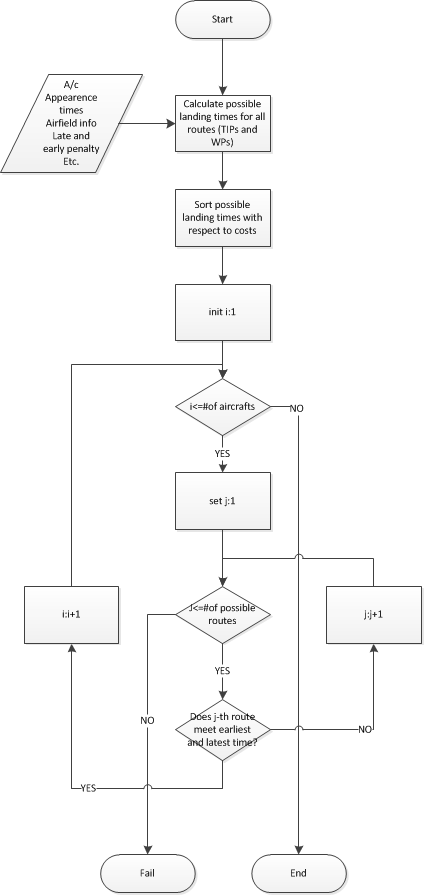 Start
A/c
Appearence
times
Airfield info
Late and
early penalty
Etc.
Calculate possible
landing times for all
routes (TIPs and
WPs)
Sort possible
landing times with
respect to costs
init i:1
i<=#of aircrafts
NO
YES
set j:1
i:i+1
J<=#of possible
routes
j:j+1
YES
NO
Does j-th route
meet earliest
and latest time?
NO
YES
Fail
End